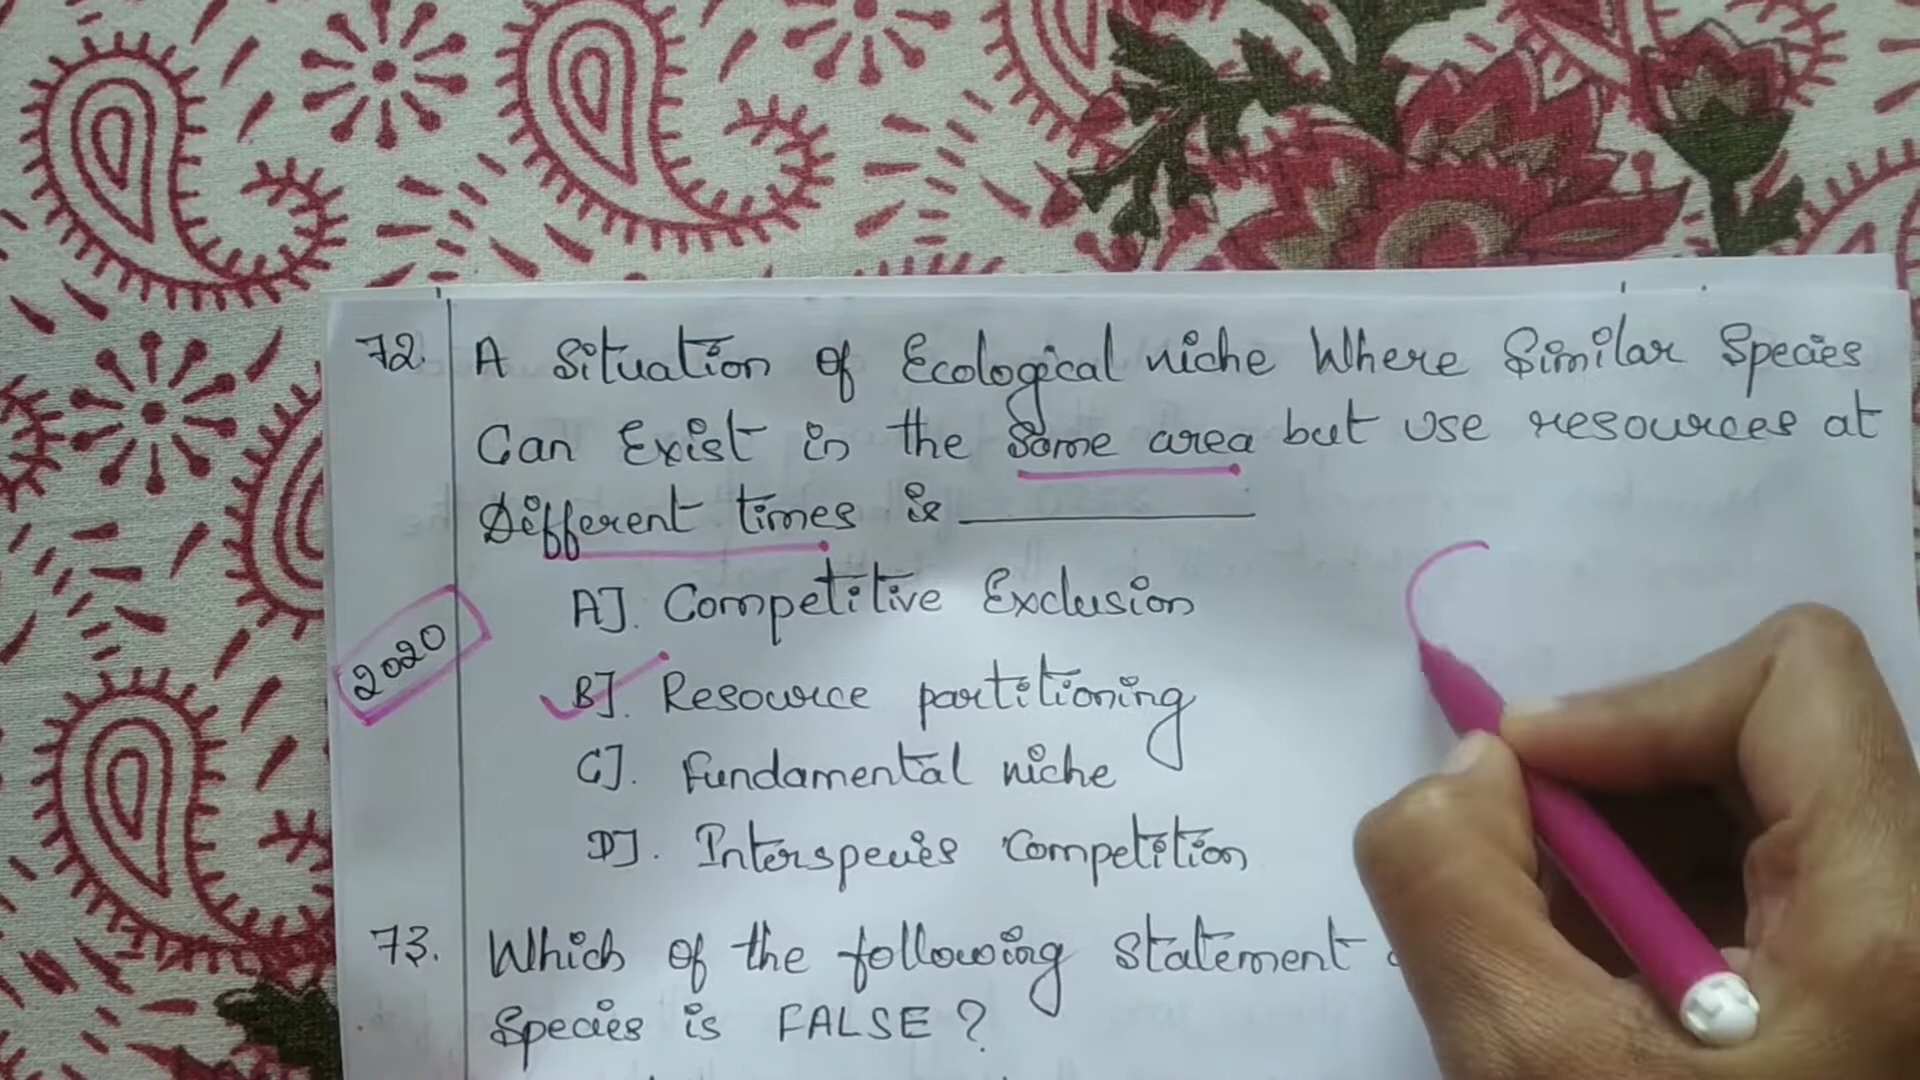 72. A Situation of Ecological niche Where Similar Species
Can Exist in the Same area but use resources at
Different times is ________
A]. Competitive Exclusion
2020
B]. Resource partitioning
C]. Fundamental niche
D]. Interspecies Competition
73. Which of the following statement
Species is FALSE?